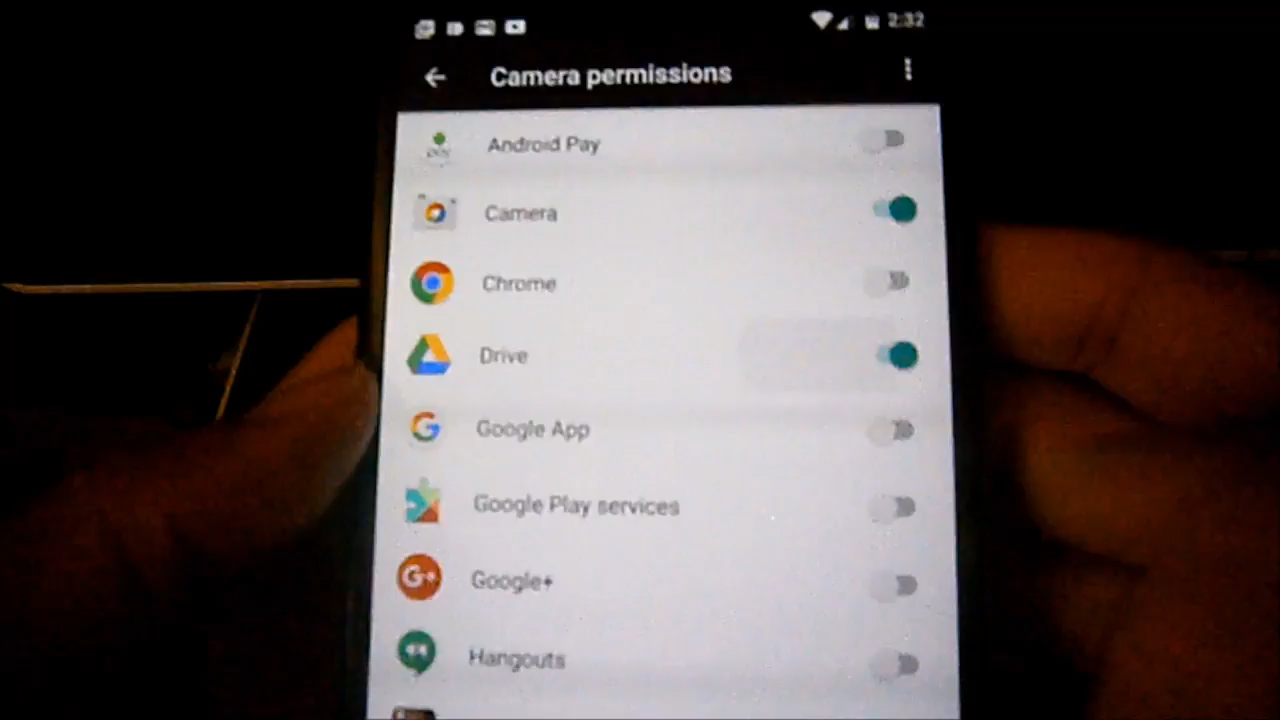 2:32
Camera permissions
Android Pay
Camera
Chrome
Drive
Google App
Google Play services
G+ Google+
Hangouts